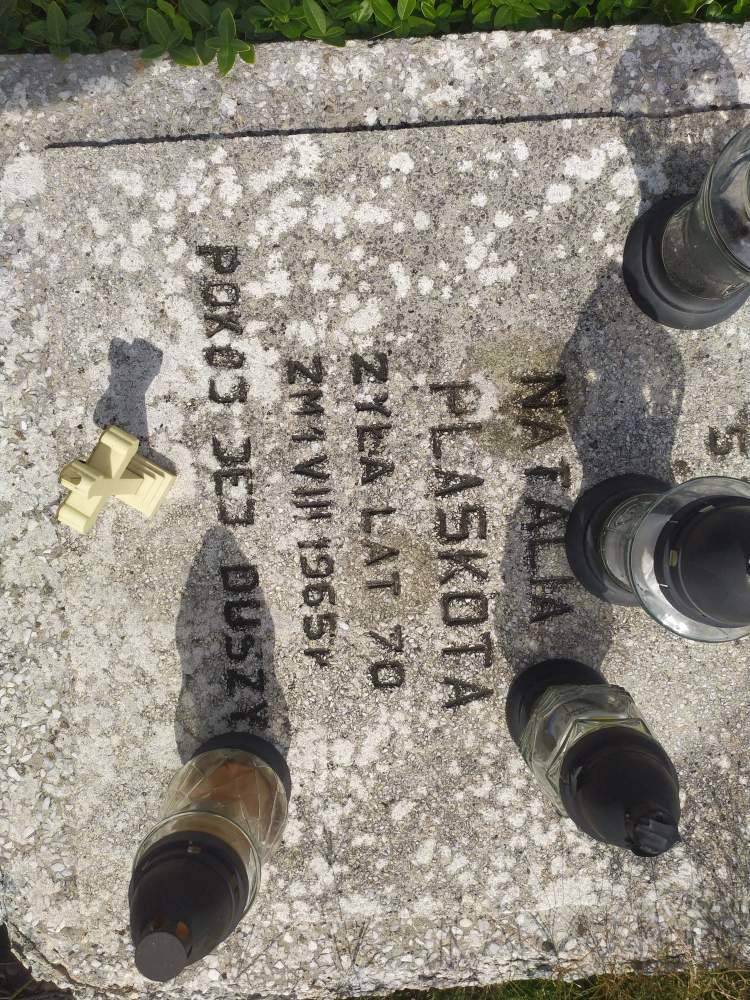 NATALIA
PLASKOTA
ZYŁA LAT 70
ZM 1 VIII 1965r
POKOJ JEJ DUSZY